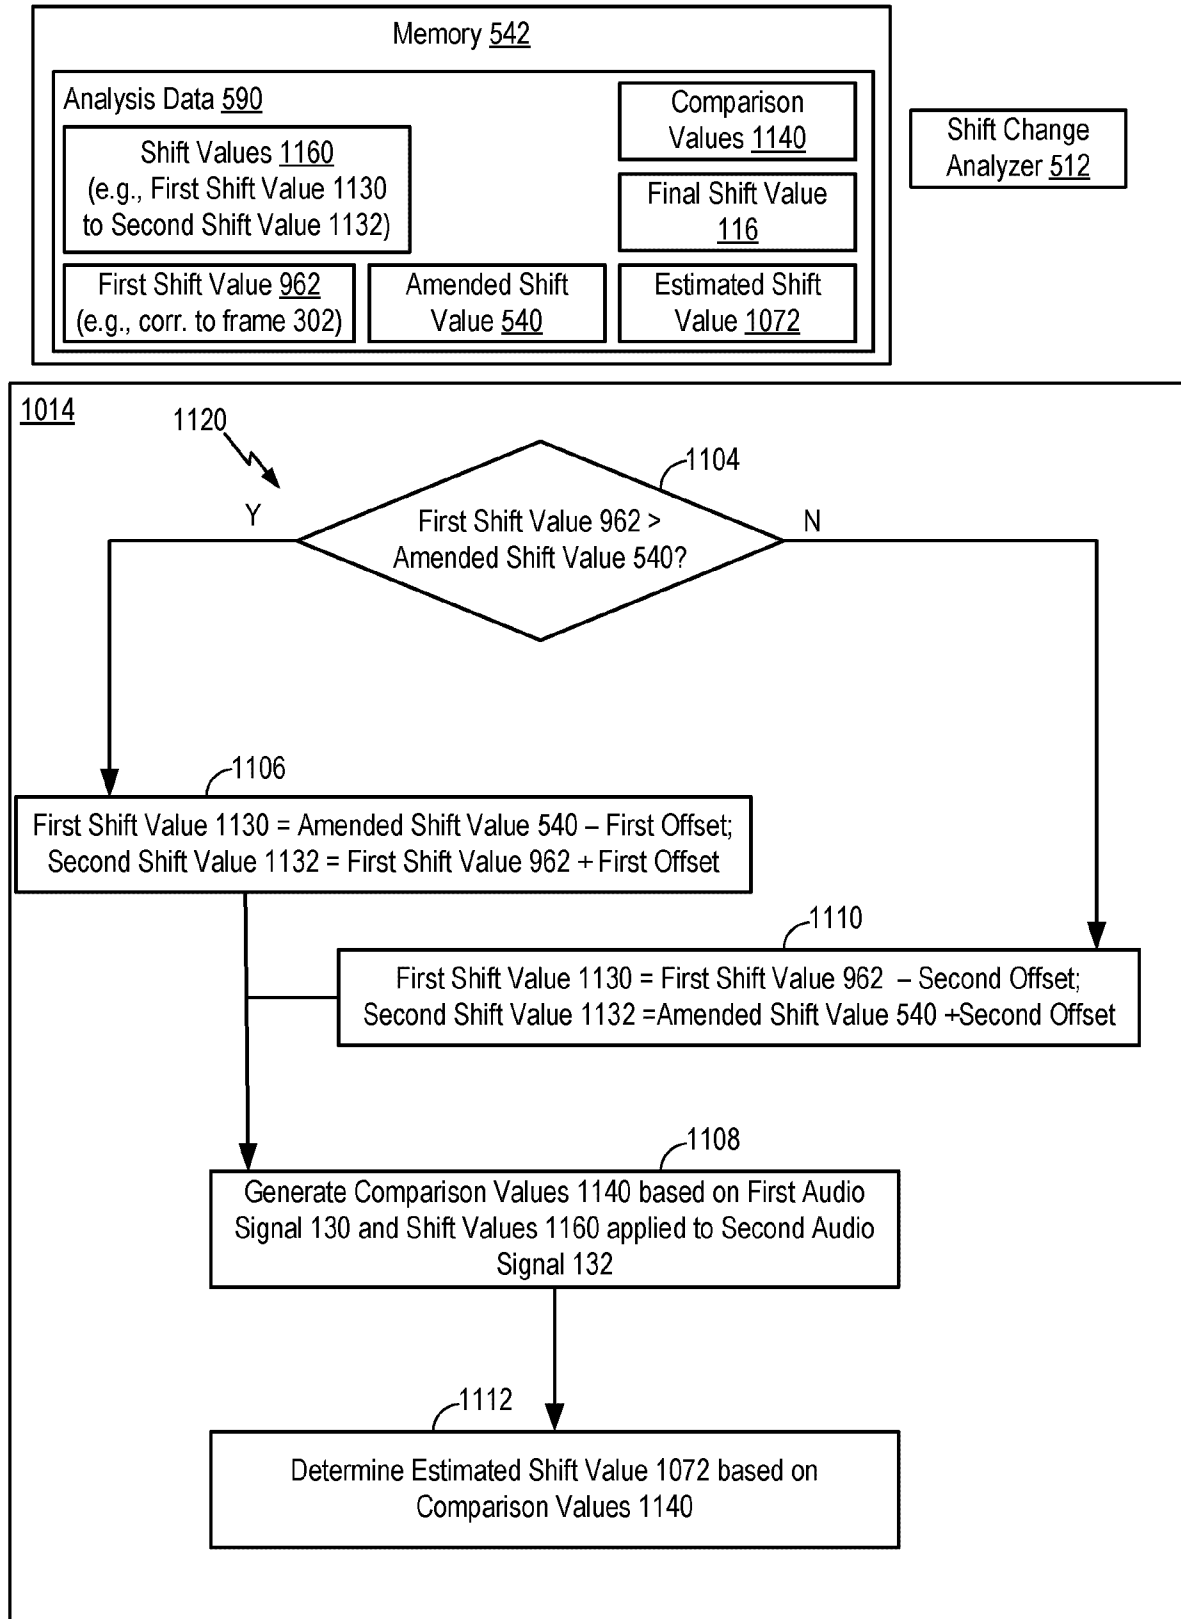 Memory 542
Analysis Data 590
Shift Values 1160
(e.g., First Shift Value 1130
to Second Shift Value 1132)
Comparison
Values 1140
Final Shift Value
116
First Shift Value 962
(e.g., corr. to frame 302)
Amended Shift
Value 540
Estimated Shift
Value 1072
Shift Change
Analyzer 512
1014
1120
1104
Y
First Shift Value 962 >
Amended Shift Value 540?
N
1106
First Shift Value 1130 = Amended Shift Value 540 – First Offset;
Second Shift Value 1132 = First Shift Value 962 + First Offset
1110
First Shift Value 1130 = First Shift Value 962 – Second Offset;
Second Shift Value 1132 =Amended Shift Value 540 +Second Offset
1108
Generate Comparison Values 1140 based on First Audio
Signal 130 and Shift Values 1160 applied to Second Audio
Signal 132
1112
Determine Estimated Shift Value 1072 based on
Comparison Values 1140